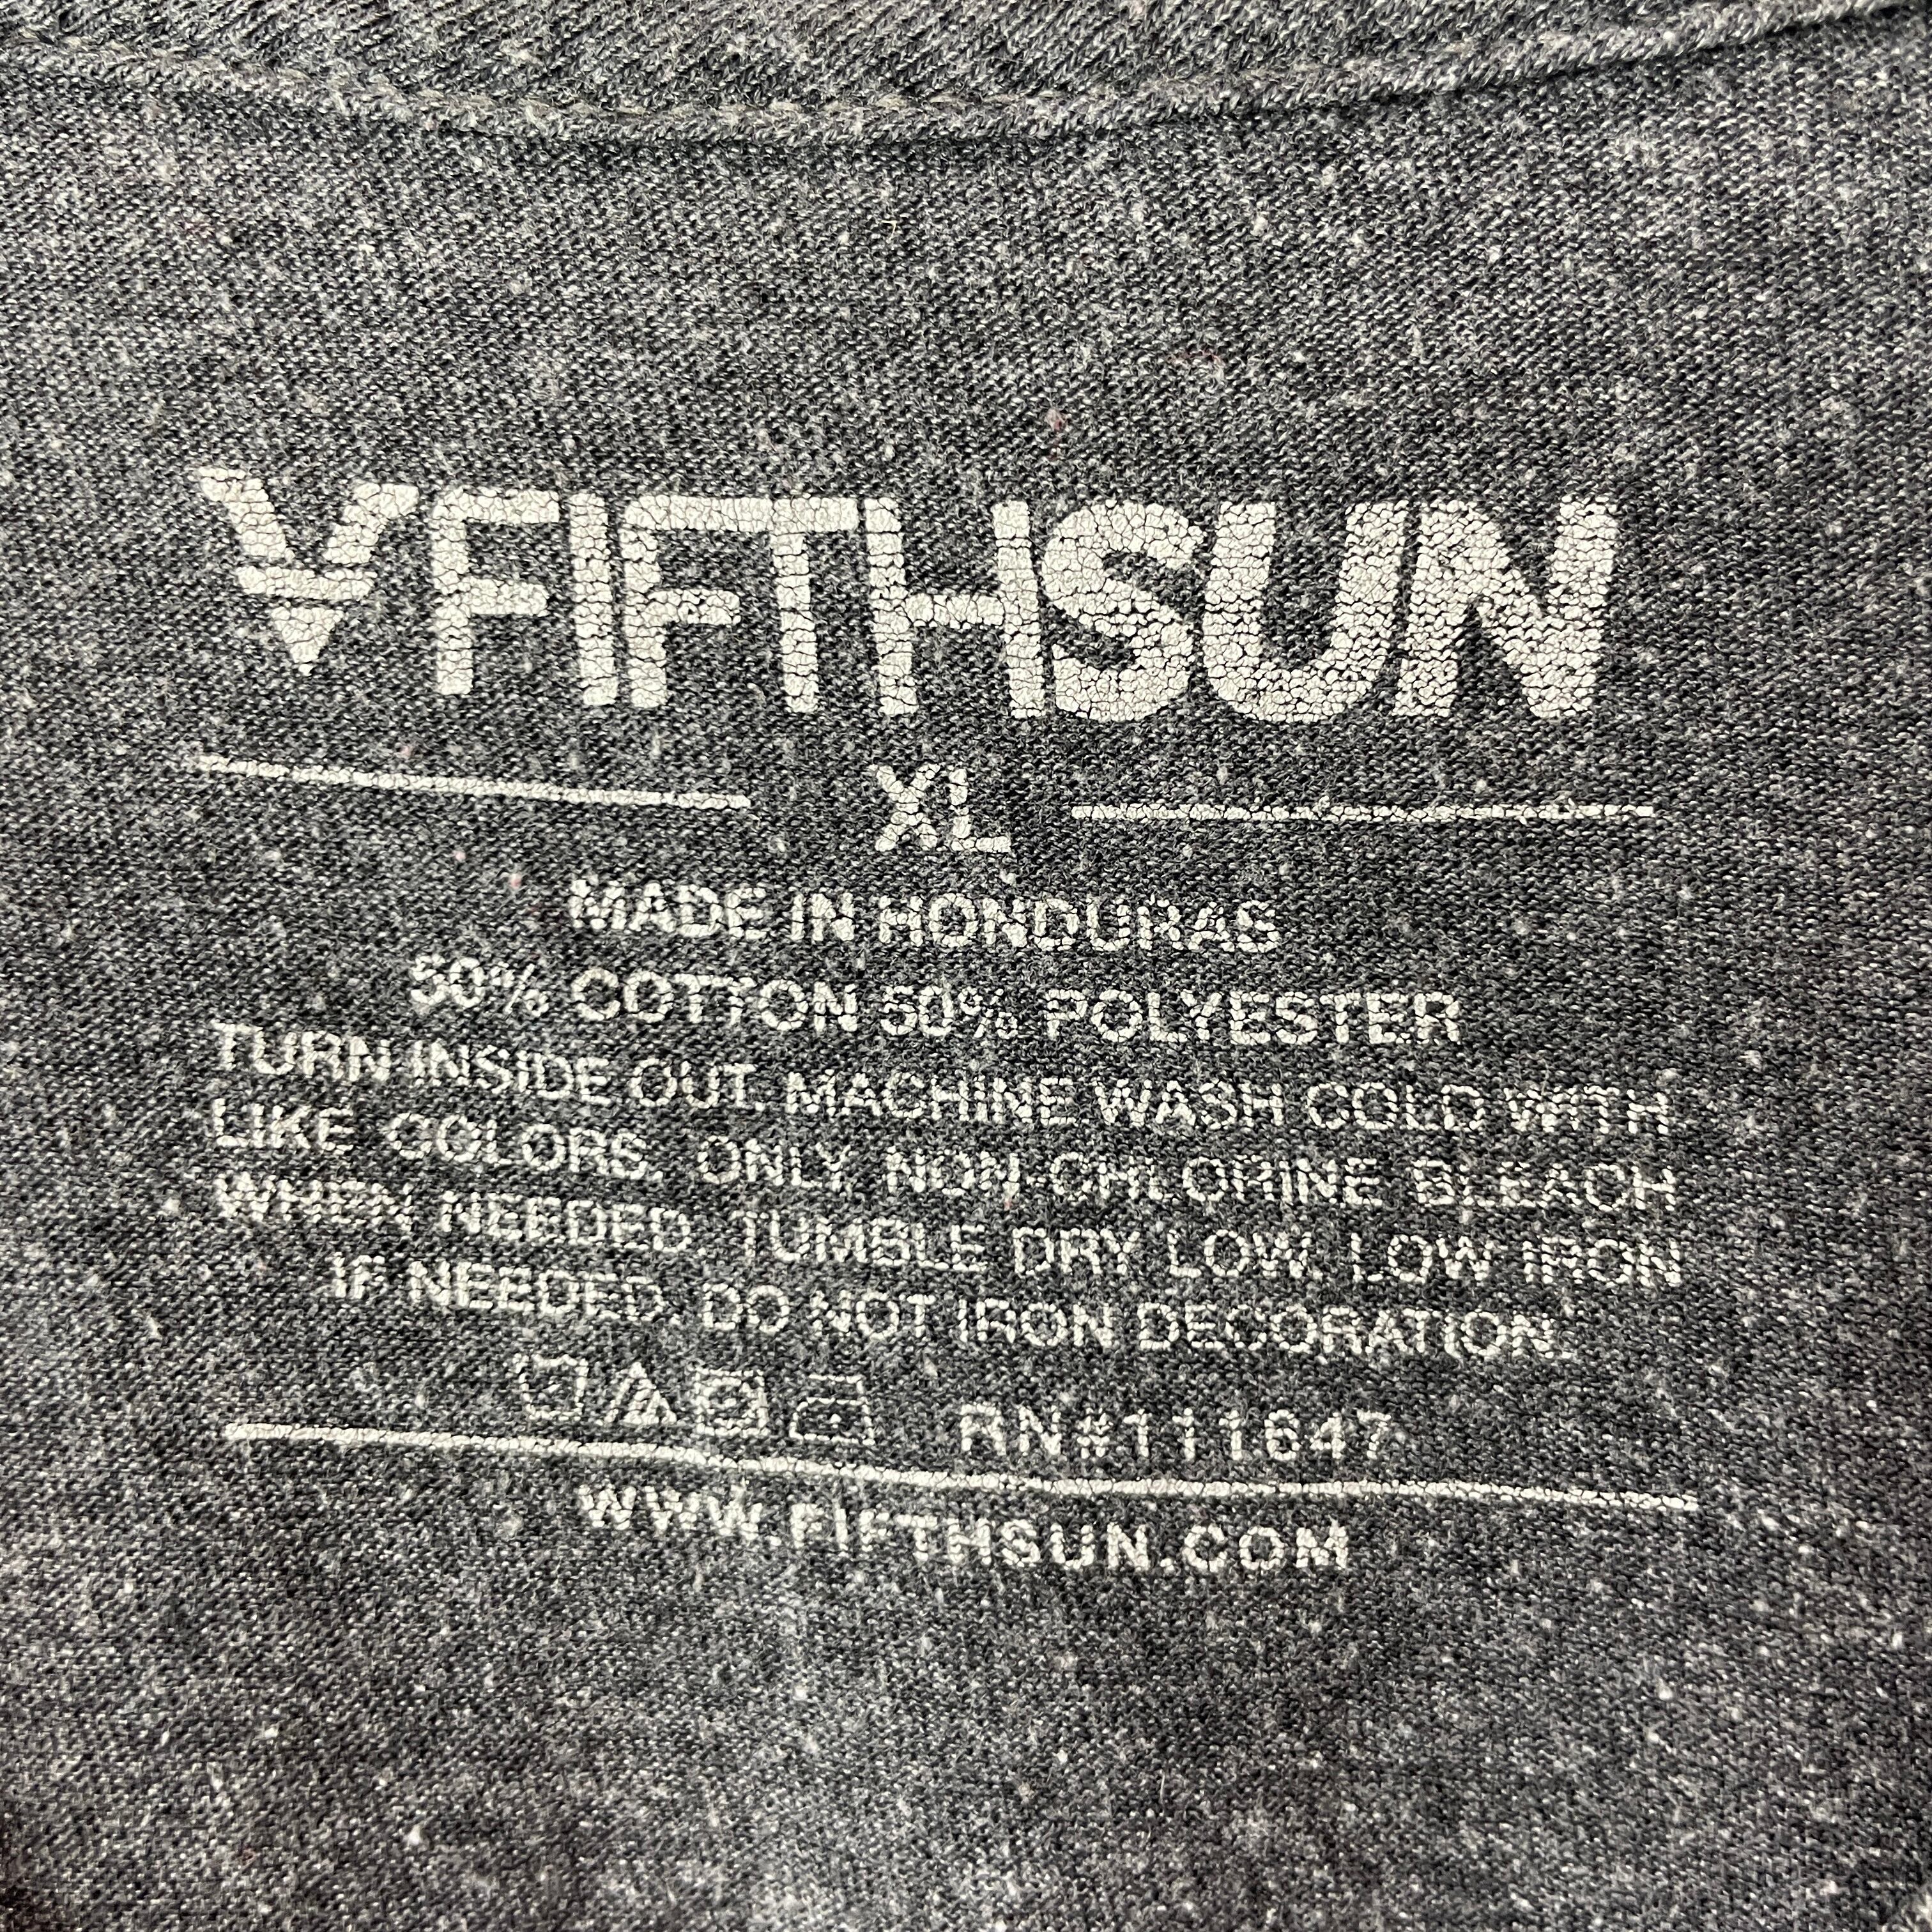 FIFTHSUN
XL
MADE IN HONDURAS
50% COTTON 50% POLYESTER
TURN INSIDE OUT. MACHINE WASH COLD WITH
LIKE COLORS. ONLY NON-CHLORINE BLEACH
WHEN NEEDED. TUMBLE DRY LOW. LOW IRON
IF NEEDED. DO NOT IRON DECORATION.
RN#111647
WWW.FIFTHSUN.COM